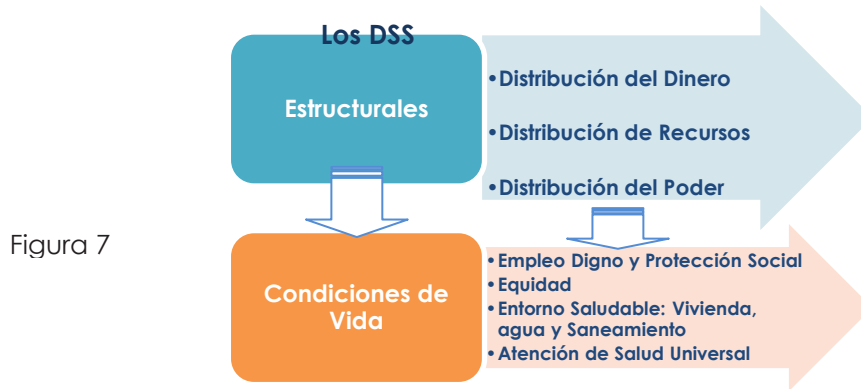 Los DSS
Estructurales
•Distribución del Dinero
•Distribución de Recursos
•Distribución del Poder
Figura 7
Condiciones de
Vida
•Empleo Digno y Protección Social
•Equidad
•Entorno Saludable: Vivienda,
agua y Saneamiento
•Atención de Salud Universal